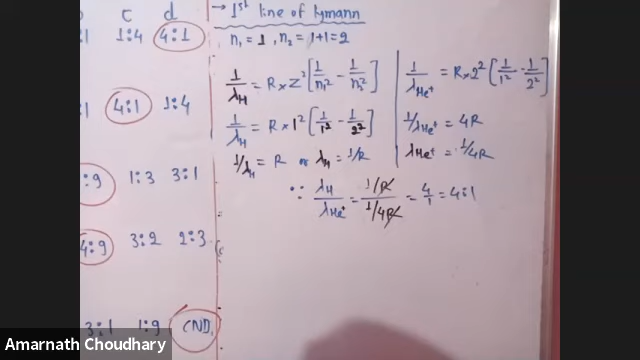 c d
:1 1:4 4:1
:1 4:1 1:4
:9 1:3 3:1
4:9 3:2 2:3
3:1 1:9 CND.
→ 1st line of lymann
n₁ = 1 , n₂ = 1+1 = 2
1/λH = R × Z² [1/n₁² - 1/n₂²]
1/λH = R × 1² [1/1² - 1/2²]
1/λH = R or λH = 1/R
1/λHe⁺ = R × 2² [1/1² - 1/2²]
1/λHe⁺ = 4R
λHe⁺ = 1/4R
∵ λH/λHe⁺ = 1/R / 1/4R = 4/1 = 4:1
Amarnath Choudhary